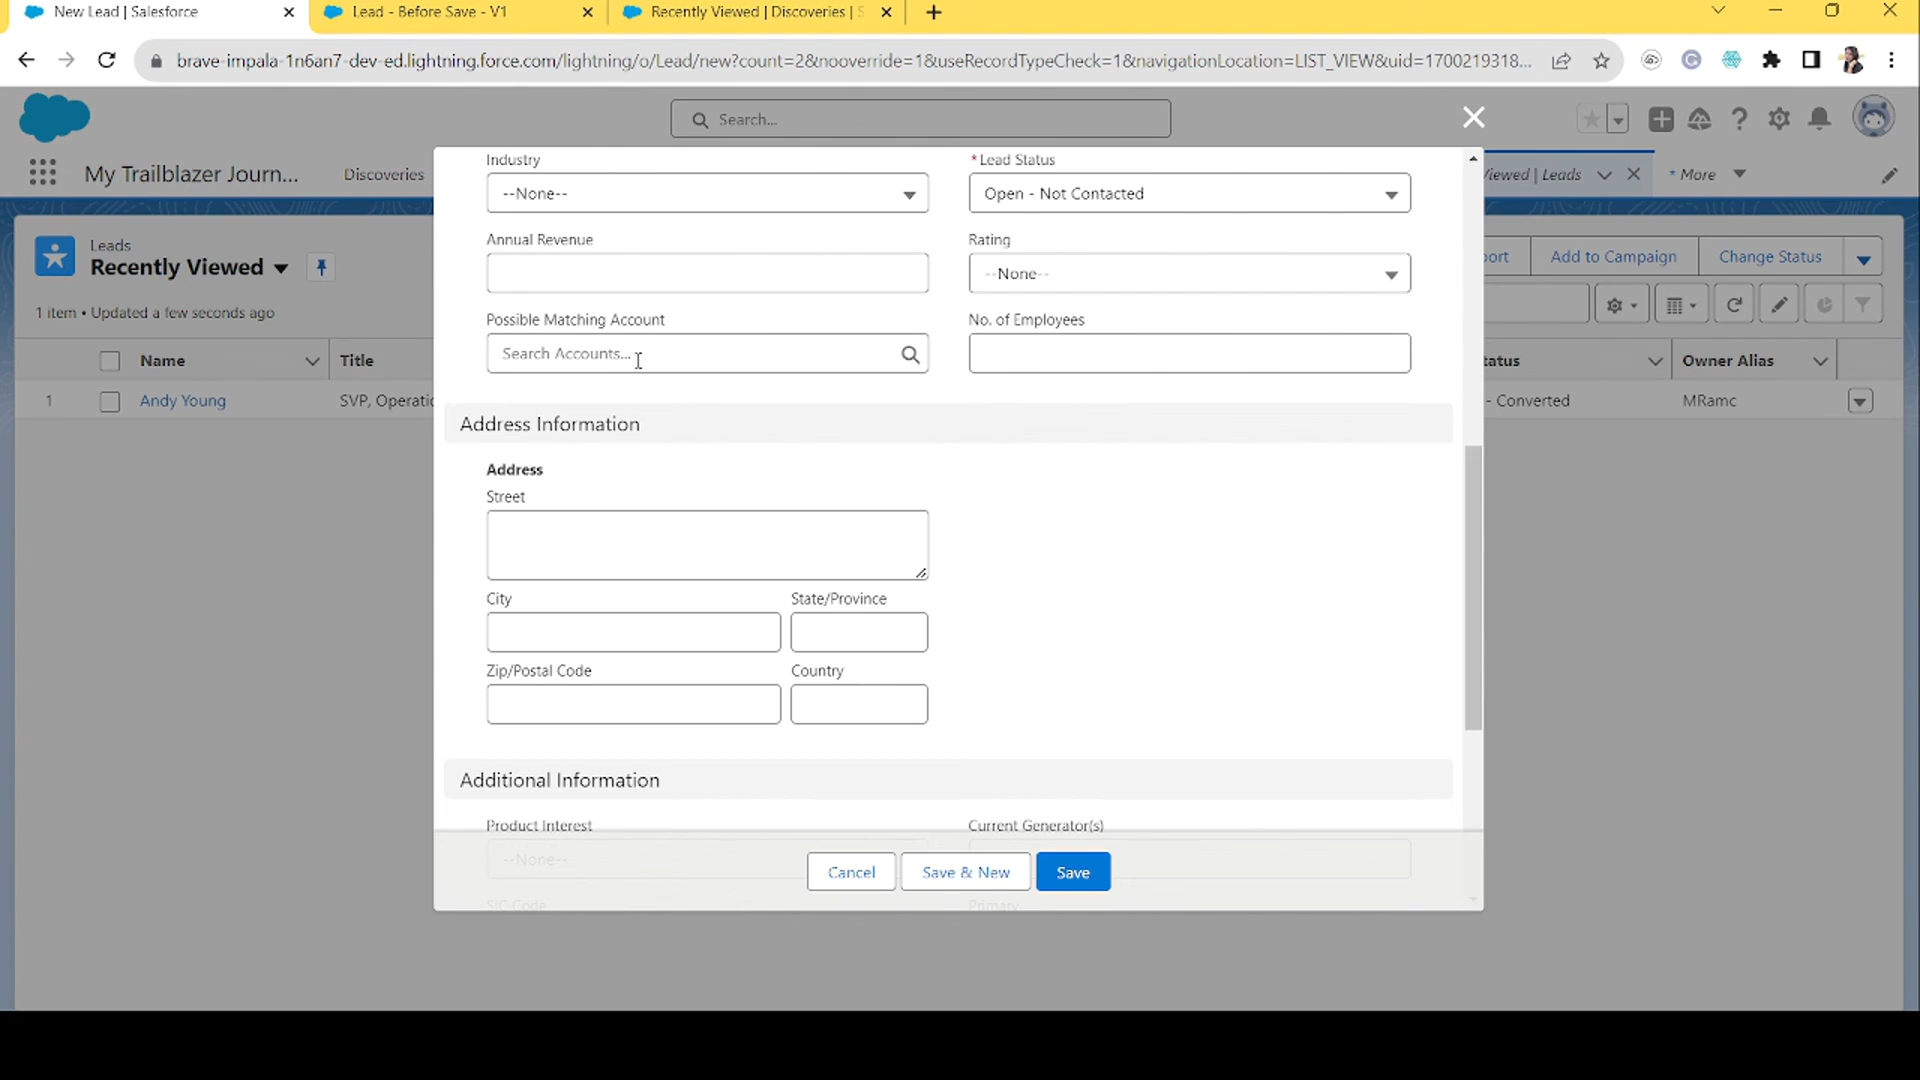 New Lead | Salesforce
Lead - Before Save - V1
Recently Viewed | Discoveries | S
brave-impala-1n6an7-dev-ed.lightning.force.com/lightning/o/Lead/new?count=2&nooverride=1&useRecordTypeCheck=1&navigationLocation=LIST_VIEW&uid=1700219318...
Search...
My Trailblazer Journ...
Discoveries
iewed | Leads
* More
Leads
Recently Viewed
1 item • Updated a few seconds ago
port
Add to Campaign
Change Status
Name
Title
tatus
Owner Alias
1
Andy Young
SVP, Operatio
- Converted
MRamc
Industry
--None--
*Lead Status
Open - Not Contacted
Annual Revenue
Rating
--None--
Possible Matching Account
Search Accounts...
No. of Employees
Address Information
Address
Street
City
State/Province
Zip/Postal Code
Country
Additional Information
Product Interest
--None--
Current Generator(s)
SIC Code
Primary
Cancel
Save & New
Save